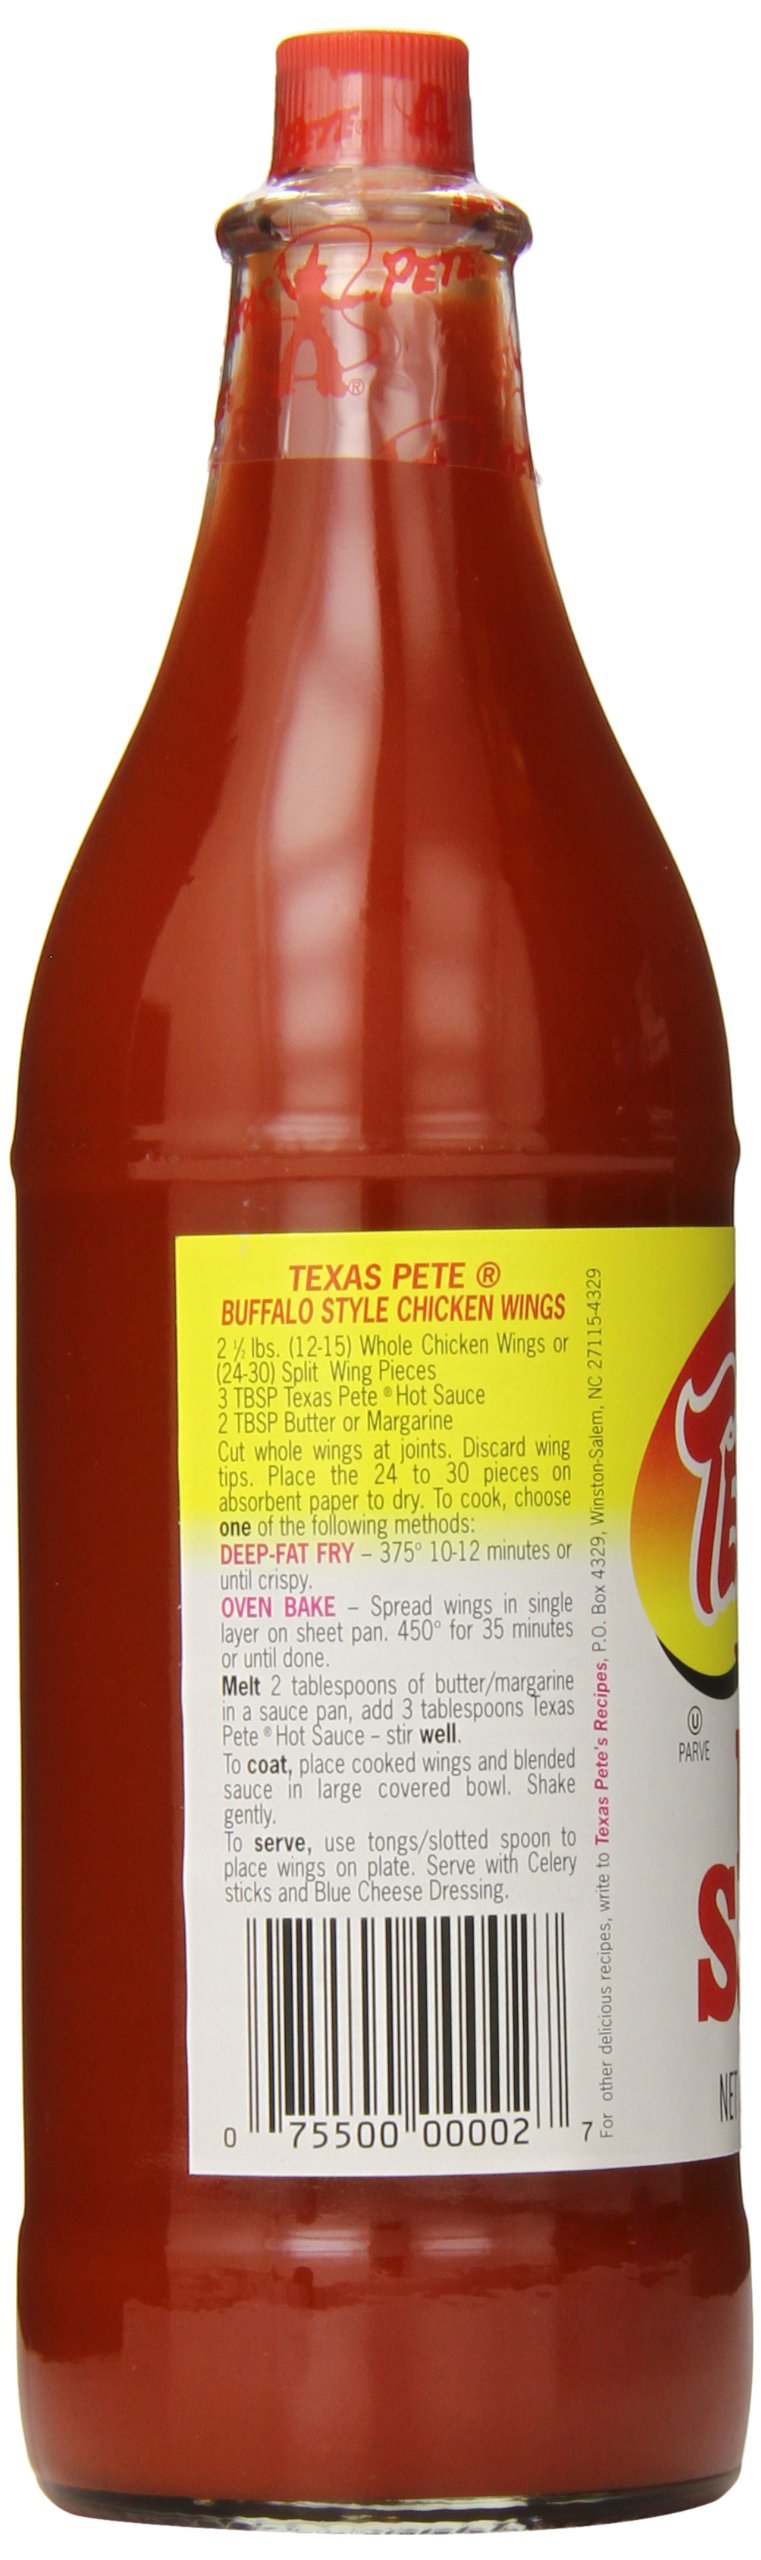 PETE
PETE
®
TEXAS PETE ®
BUFFALO STYLE CHICKEN WINGS
2 ½ lbs. (12-15) Whole Chicken Wings or
(24-30) Split Wing Pieces
3 TBSP Texas Pete ® Hot Sauce
2 TBSP Butter or Margarine
Cut whole wings at joints. Discard wing
tips. Place the 24 to 30 pieces on
absorbent paper to dry. To cook, choose
one of the following methods:
DEEP-FAT FRY – 375° 10-12 minutes or
until crispy.
OVEN BAKE – Spread wings in single
layer on sheet pan. 450° for 35 minutes
or until done.
Melt 2 tablespoons of butter/margarine
in a sauce pan, add 3 tablespoons Texas
Pete ® Hot Sauce – stir well.
To coat, place cooked wings and blended
sauce in large covered bowl. Shake
gently.
To serve, use tongs/slotted spoon to
place wings on plate. Serve with Celery
sticks and Blue Cheese Dressing.
0 75500 00002 7
For other delicious recipes, write to Texas Pete's Recipes, P.O. Box 4329, Winston-Salem, NC 27115-4329
U
PARVE
NET